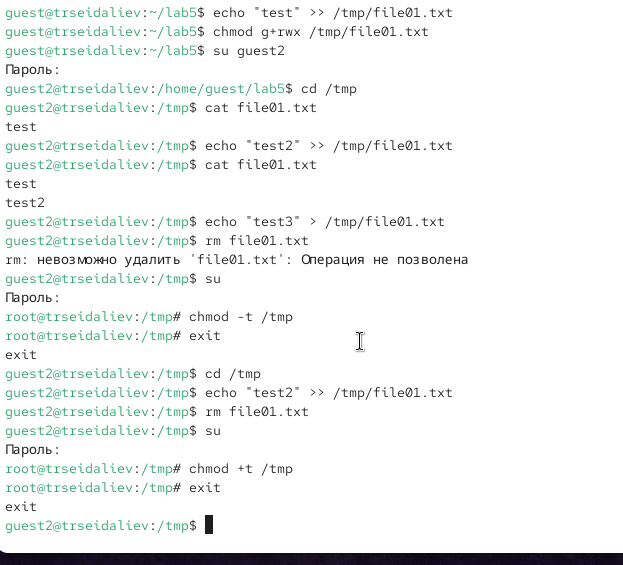 guest@trseidaliev:~/lab5$ echo "test" >> /tmp/file01.txt
guest@trseidaliev:~/lab5$ chmod g+rwx /tmp/file01.txt
guest@trseidaliev:~/lab5$ su guest2
Пароль:
guest2@trseidaliev:/home/guest/lab5$ cd /tmp
guest2@trseidaliev:/tmp$ cat file01.txt
test
guest2@trseidaliev:/tmp$ echo "test2" >> /tmp/file01.txt
guest2@trseidaliev:/tmp$ cat file01.txt
test
test2
guest2@trseidaliev:/tmp$ echo "test3" > /tmp/file01.txt
guest2@trseidaliev:/tmp$ rm file01.txt
rm: невозможно удалить 'file01.txt': Операция не позволена
guest2@trseidaliev:/tmp$ su
Пароль:
root@trseidaliev:/tmp# chmod -t /tmp
root@trseidaliev:/tmp# exit
exit
guest2@trseidaliev:/tmp$ cd /tmp
guest2@trseidaliev:/tmp$ echo "test2" >> /tmp/file01.txt
guest2@trseidaliev:/tmp$ rm file01.txt
guest2@trseidaliev:/tmp$ su
Пароль:
root@trseidaliev:/tmp# chmod +t /tmp
root@trseidaliev:/tmp# exit
exit
guest2@trseidaliev:/tmp$